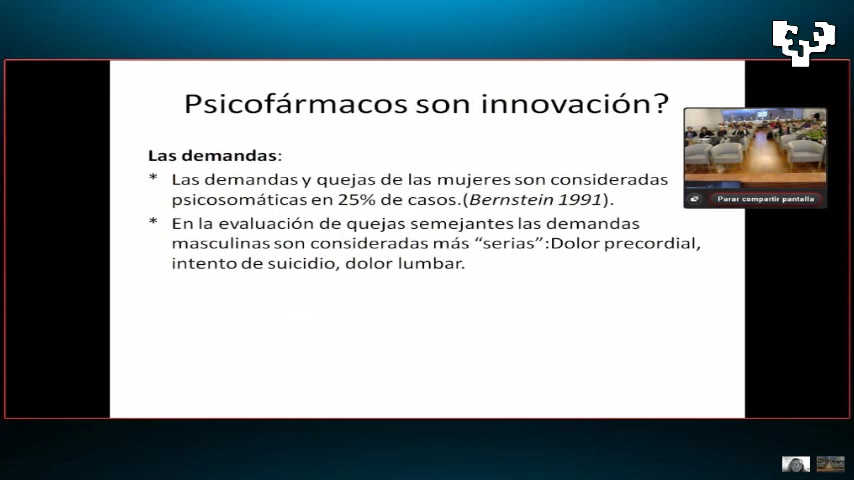 Psicofármacos son innovación?
Las demandas:
* Las demandas y quejas de las mujeres son consideradas
psicosomáticas en 25% de casos.(Bernstein 1991).
* En la evaluación de quejas semejantes las demandas
masculinas son consideradas más “serias”:Dolor precordial,
intento de suicidio, dolor lumbar.
Parar compartir pantalla